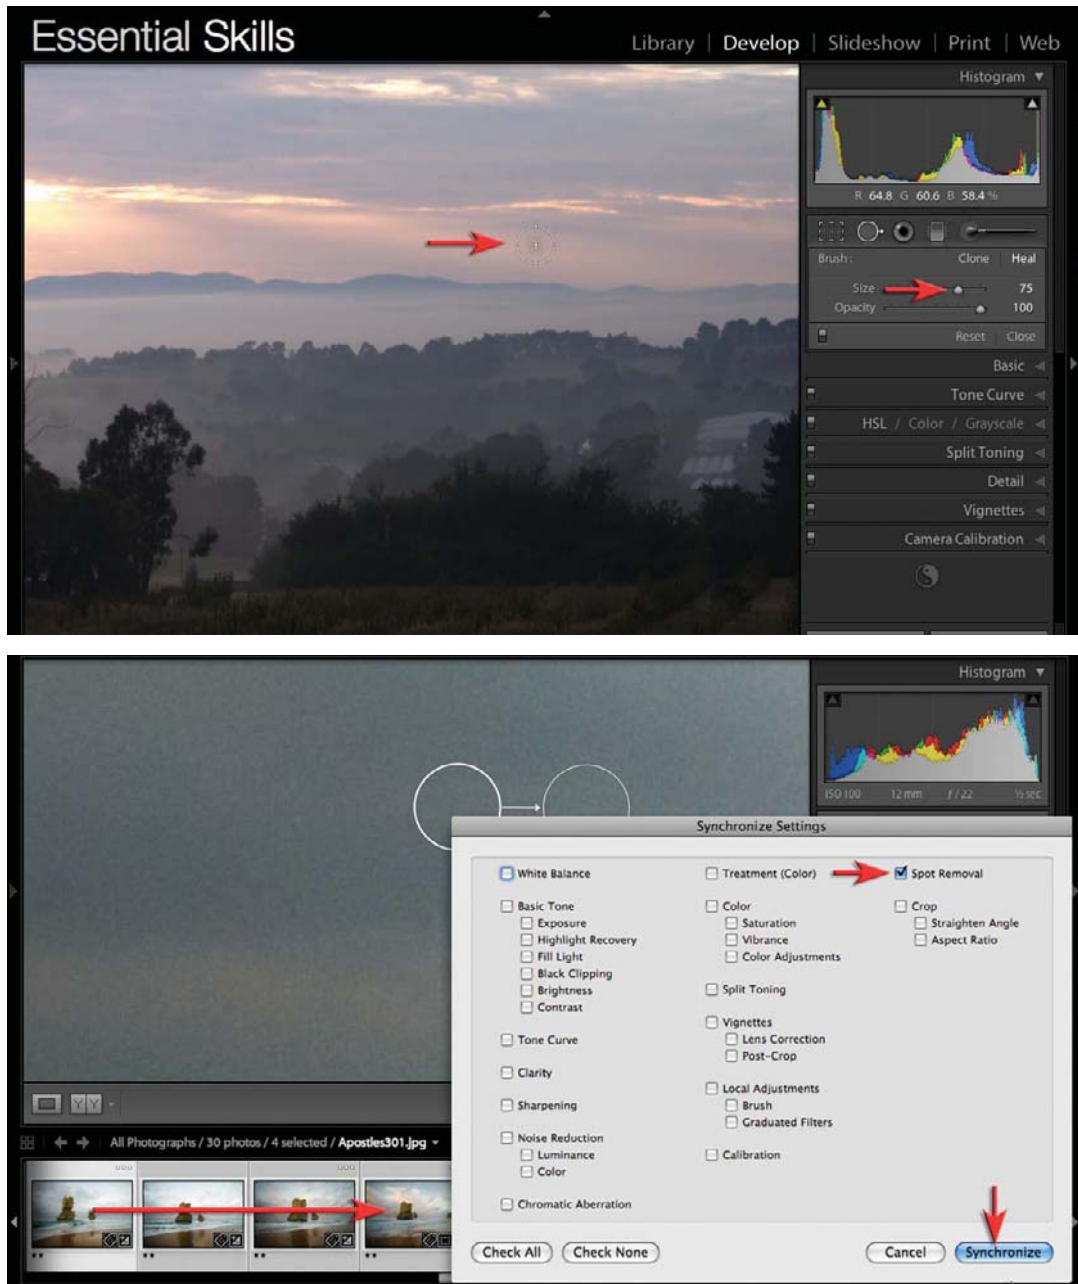 Essential Skills
Library | Develop | Slideshow | Print | Web
Histogram
R 64.8 G 60.6 B 58.4 %
Brush : Clone Heal
Size 75
Opacity 100
Reset Close
Basic
Tone Curve
HSL / Color / Grayscale
Split Toning
Detail
Vignettes
Camera Calibration
Histogram
ISO 100 12 mm f / 22 ½ sec
Synchronize Settings
White Balance
Basic Tone
Exposure
Highlight Recovery
Fill Light
Black Clipping
Brightness
Contrast
Tone Curve
Clarity
Sharpening
Noise Reduction
Luminance
Color
Chromatic Aberration
Treatment (Color)
Color
Saturation
Vibrance
Color Adjustments
Split Toning
Vignettes
Lens Correction
Post-Crop
Local Adjustments
Brush
Graduated Filters
Calibration
Spot Removal
Crop
Straighten Angle
Aspect Ratio
Check All Check None Cancel Synchronize
YY
All Photographs / 30 photos / 4 selected / Apostles301.jpg